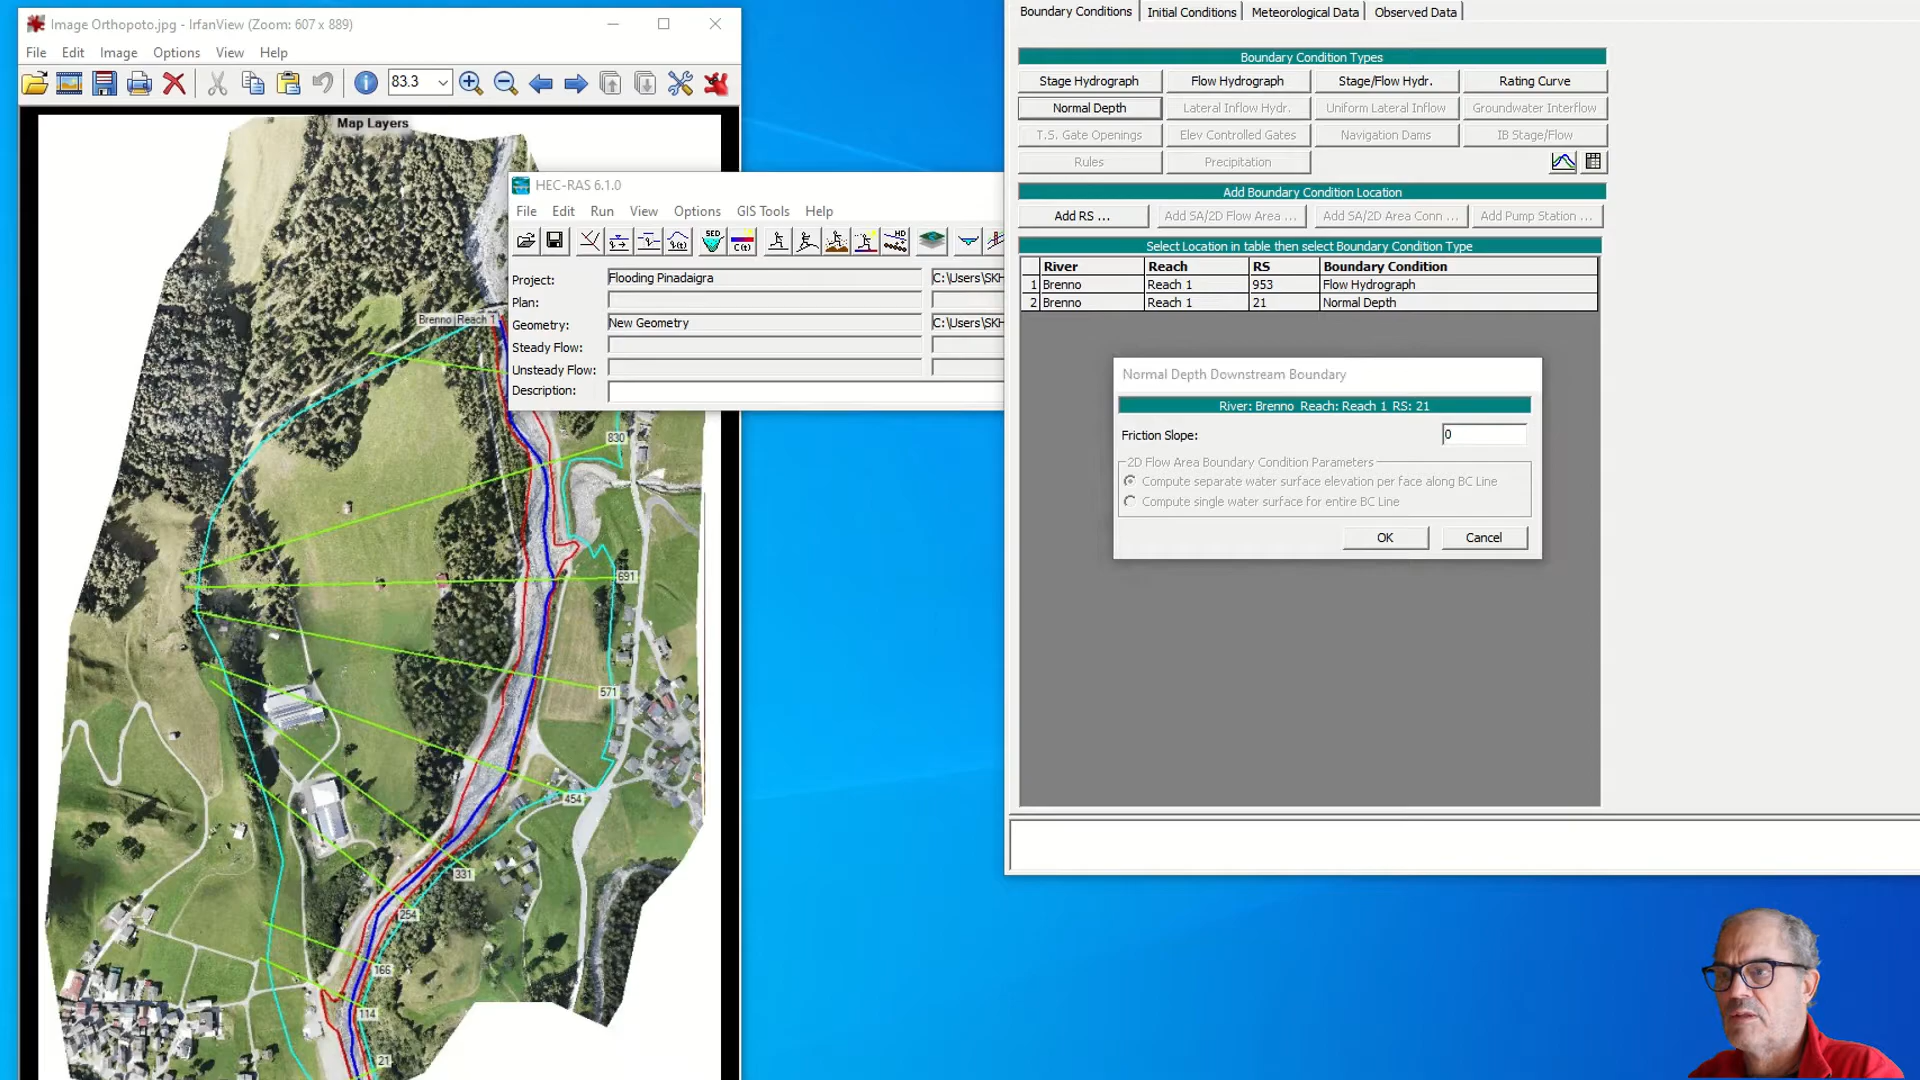 Image Orthopoto.jpg - IrfanView (Zoom: 607 x 889)
File Edit Image Options View Help
83.3
Map Layers
Brenno Reach 1
830
691
571
454
331
254
166
114
21
HEC-RAS 6.1.0
File Edit Run View Options GIS Tools Help
SED
C(t)
HD
Project: Flooding Pinadaigra C:\Users\SKH
Plan:
Geometry: New Geometry C:\Users\SKH
Steady Flow:
Unsteady Flow:
Description:
Boundary Conditions Initial Conditions Meteorological Data Observed Data
Boundary Condition Types
Stage Hydrograph Flow Hydrograph Stage/Flow Hydr. Rating Curve
Normal Depth Lateral Inflow Hydr. Uniform Lateral Inflow Groundwater Interflow
T.S. Gate Openings Elev Controlled Gates Navigation Dams IB Stage/Flow
Rules Precipitation
Add Boundary Condition Location
Add RS ... Add SA/2D Flow Area ... Add SA/2D Area Conn ... Add Pump Station ...
Select Location in table then select Boundary Condition Type
River Reach RS Boundary Condition
1 Brenno Reach 1 953 Flow Hydrograph
2 Brenno Reach 1 21 Normal Depth
Normal Depth Downstream Boundary
River: Brenno Reach: Reach 1 RS: 21
Friction Slope: 0
2D Flow Area Boundary Condition Parameters
Compute separate water surface elevation per face along BC Line
Compute single water surface for entire BC Line
OK Cancel